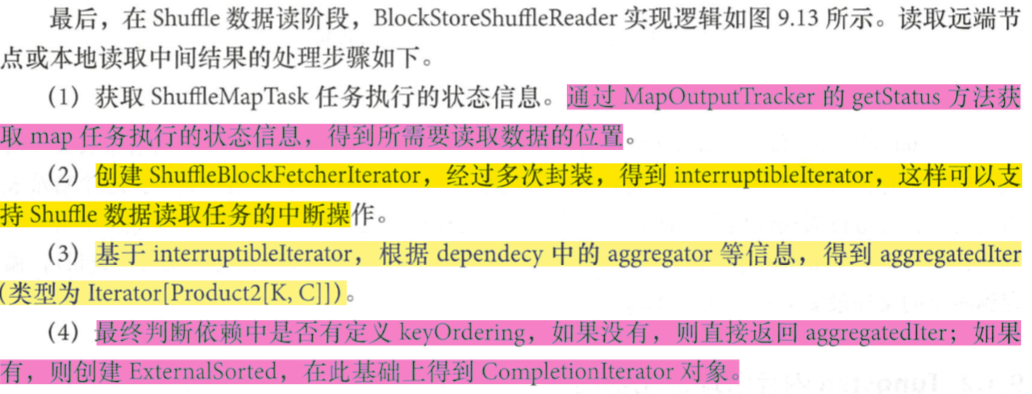 最后，在 Shuffle 数据读阶段，BlockStoreShuffleReader 实现逻辑如图 9.13 所示。读取远端节
点或本地读取中间结果的处理步骤如下。
（1）获取 ShuffleMapTask 任务执行的状态信息。通过 MapOutputTracker 的 getStatus 方法获
取 map 任务执行的状态信息，得到所需要读取数据的位置。
（2）创建 ShuffleBlockFetcherIterator，经过多次封装，得到 interruptibleIterator，这样可以支
持 Shuffle 数据读取任务的中断操作。
（3）基于 interruptibleIterator，根据 dependecy 中的 aggregator 等信息，得到 aggregatedIter
（类型为 Iterator[Product2[K, C]]）。
（4）最终判断依赖中是否有定义 keyOrdering，如果没有，则直接返回 aggregatedIter；如果
有，则创建 ExternalSorted，在此基础上得到 CompletionIterator 对象。